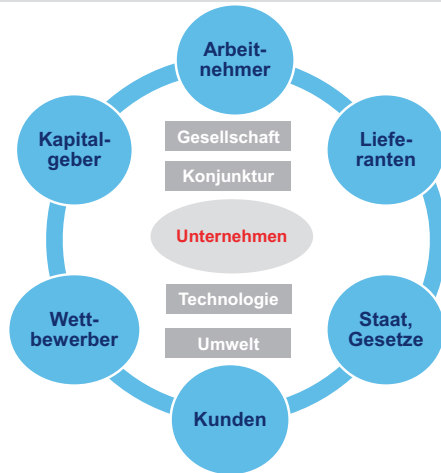 Arbeit-
nehmer
Kapital-
geber
Liefe-
ranten
Gesellschaft
Konjunktur
Unternehmen
Technologie
Umwelt
Wett-
bewerber
Staat,
Gesetze
Kunden